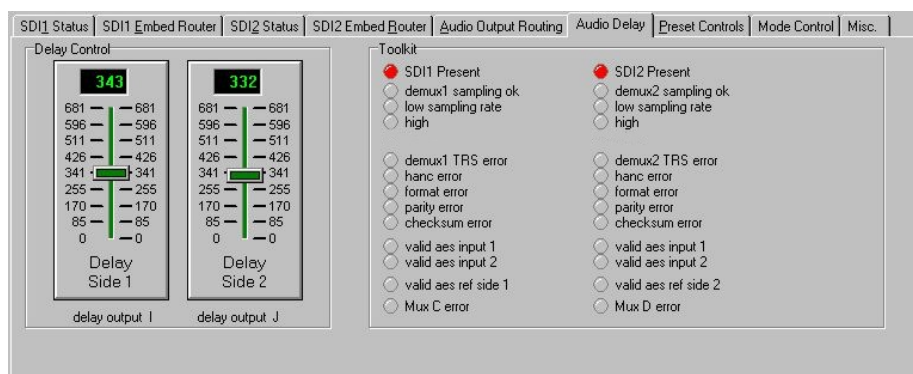 SDI1 Status SDI1 Embed Router SDI2 Status SDI2 Embed Router Audio Output Routing Audio Delay Preset Controls Mode Control Misc.
Delay Control
343 332
681 681 681 681
596 596 596 596
511 511 511 511
426 426 426 426
341 341 341 341
255 255 255 255
170 170 170 170
85 85 85 85
0 0 0 0
Delay Delay
Side 1 Side 2
delay output I delay output J
Toolkit
SDI1 Present SDI2 Present
demux1 sampling ok demux2 sampling ok
low sampling rate low sampling rate
high high
demux1 TRS error demux2 TRS error
hanc error hanc error
format error format error
parity error parity error
checksum error checksum error
valid aes input 1 valid aes input 1
valid aes input 2 valid aes input 2
valid aes ref side 1 valid aes ref side 2
Mux C error Mux D error